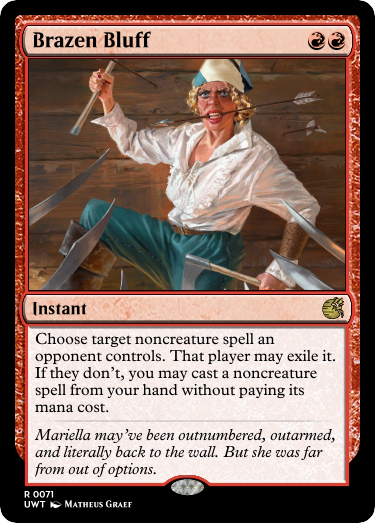 Brazen Bluff
Instant
Choose target noncreature spell an
opponent controls. That player may exile it.
If they don't, you may cast a noncreature
spell from your hand without paying its
mana cost.
Mariella may've been outnumbered, outarmed,
and literally back to the wall. But she was far
from out of options.
R 0071
UWT Matheus Graef